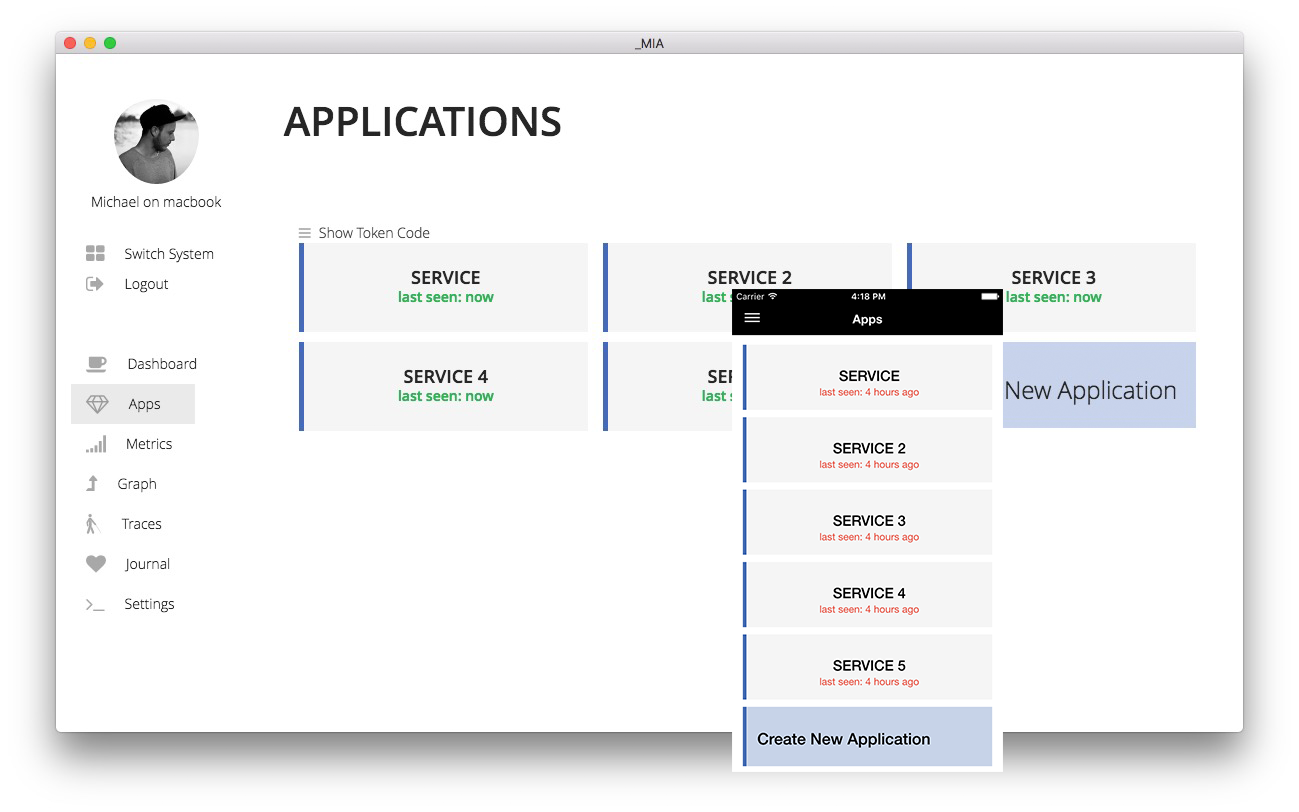 _MIA
APPLICATIONS
Michael on macbook
Switch System
Logout
Dashboard
Apps
Metrics
Graph
Traces
Journal
Settings
Show Token Code
SERVICE
last seen: now
SERVICE 2
last
SERVICE 3
last seen: now
SERVICE 4
last seen: now
last
New Application
Carrier 4:18 PM
Apps
SERVICE
last seen: 4 hours ago
SERVICE 2
last seen: 4 hours ago
SERVICE 3
last seen: 4 hours ago
SERVICE 4
last seen: 4 hours ago
SERVICE 5
last seen: 4 hours ago
Create New Application